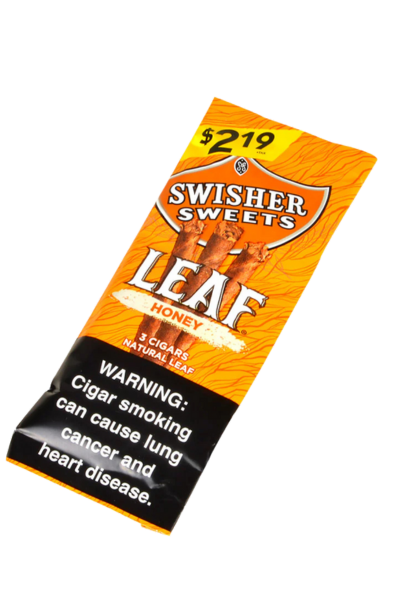 $2.19
SWISHER
SWEETS
LEAF
HONEY
3 CIGARS
NATURAL LEAF
WARNING:
Cigar smoking
can cause lung
cancer and
heart disease.